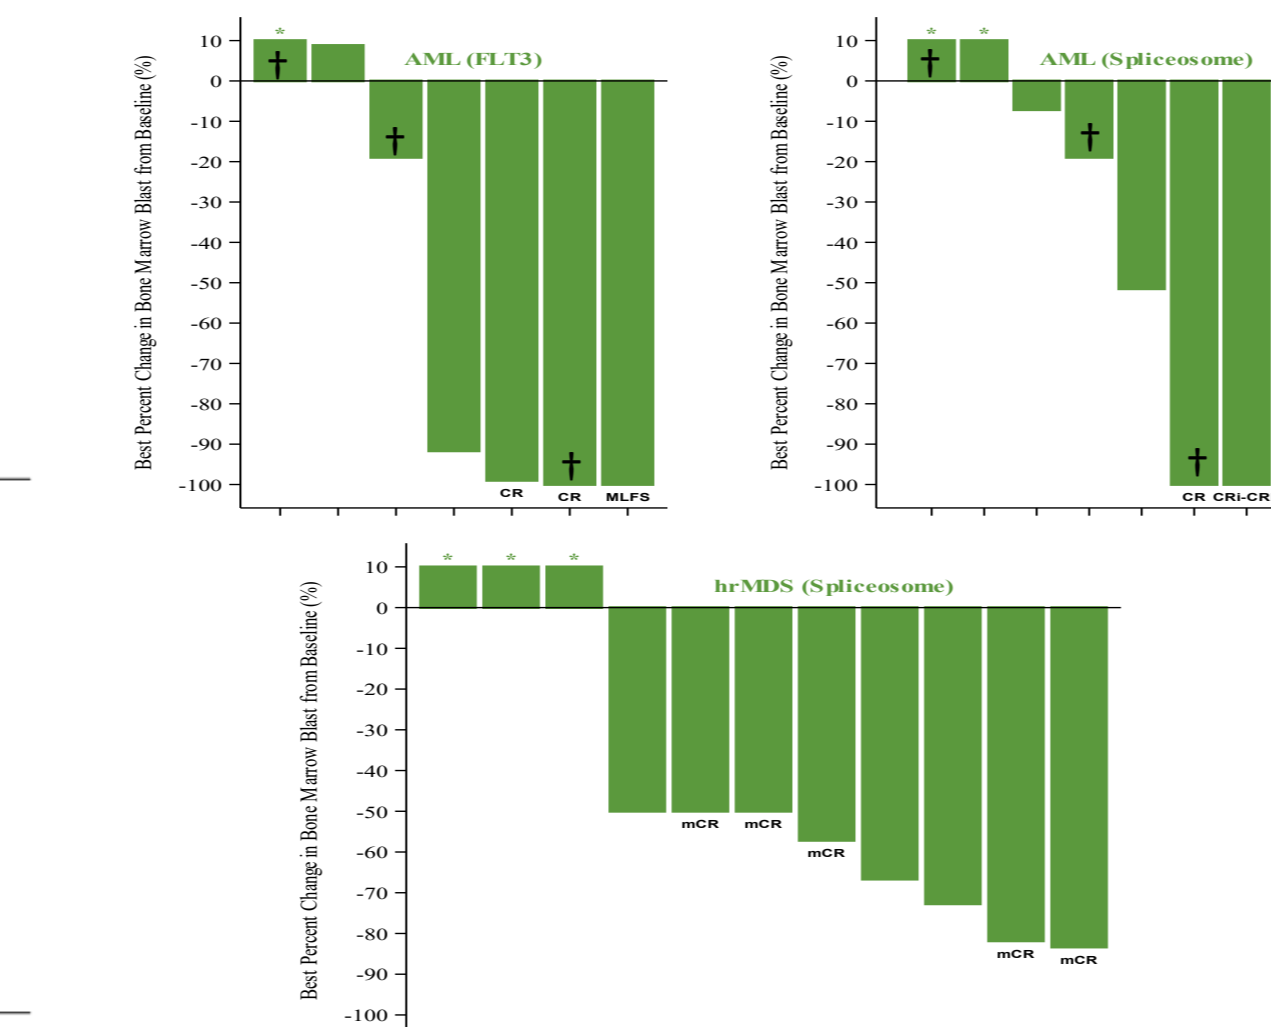 Best Percent Change in Bone Marrow Blast from Baseline (%)
AML (FLT3)
10
0
-10
-20
-30
-40
-50
-60
-70
-80
-90
-100
*
†
†
†
CR
CR
MLFS
Best Percent Change in Bone Marrow Blast from Baseline (%)
AML (Spliceosome)
10
0
-10
-20
-30
-40
-50
-60
-70
-80
-90
-100
* *
†
†
†
CR CRi-CR
Best Percent Change in Bone Marrow Blast from Baseline (%)
hrMDS (Spliceosome)
10
0
-10
-20
-30
-40
-50
-60
-70
-80
-90
-100
* * *
mCR mCR
mCR
mCR
mCR